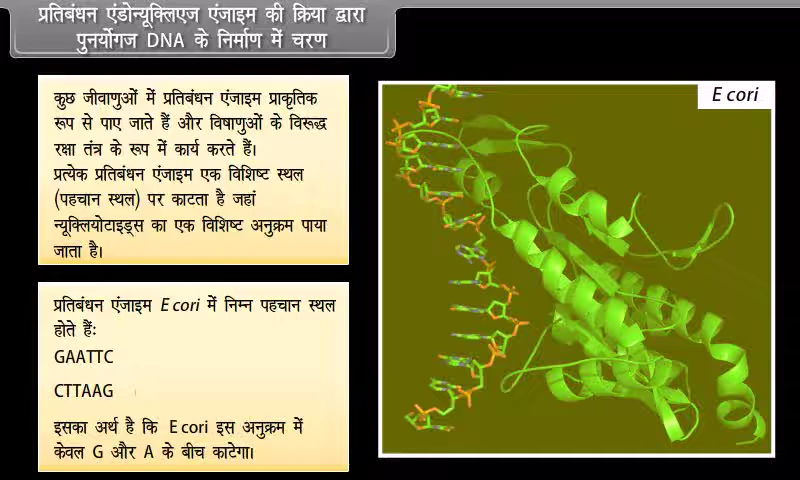 प्रतिबंधन एंडोन्यूक्लिएज एंजाइम की क्रिया द्वारा
पुनर्योगज DNA के निर्माण में चरण
कुछ जीवाणुओं में प्रतिबंधन एंजाइम प्राकृतिक
रूप से पाए जाते हैं और विषाणुओं के विरूद्ध
रक्षा तंत्र के रूप में कार्य करते हैं।
प्रत्येक प्रतिबंधन एंजाइम एक विशिष्ट स्थल
(पहचान स्थल) पर काटता है जहां
न्यूक्लियोटाइड्स का एक विशिष्ट अनुक्रम पाया
जाता है।
E cori
प्रतिबंधन एंजाइम E cori में निम्न पहचान स्थल
होते हैंः
GAATTC
CTTAAG
इसका अर्थ है कि E cori इस अनुक्रम में
केवल G और A के बीच काटेगा।